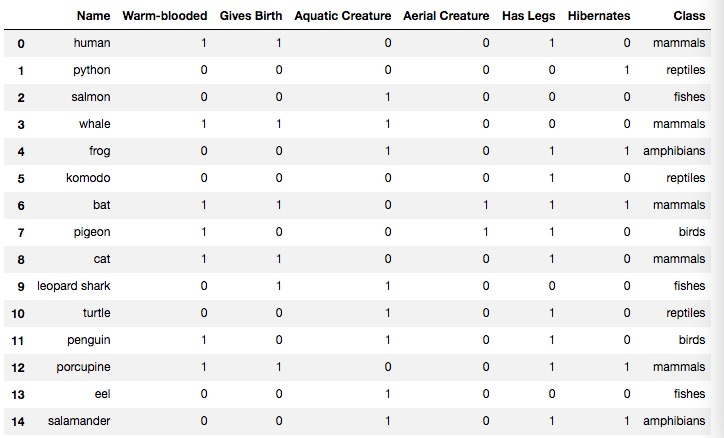 Name Warm-blooded Gives Birth Aquatic Creature Aerial Creature Has Legs Hibernates Class
0 human 1 1 0 0 1 0 mammals
1 python 0 0 0 0 0 1 reptiles
2 salmon 0 0 1 0 0 0 fishes
3 whale 1 1 1 0 0 0 mammals
4 frog 0 0 1 0 1 1 amphibians
5 komodo 0 0 0 0 1 0 reptiles
6 bat 1 1 0 1 1 1 mammals
7 pigeon 1 0 0 1 1 0 birds
8 cat 1 1 0 0 1 0 mammals
9 leopard shark 0 1 1 0 0 0 fishes
10 turtle 0 0 1 0 1 0 reptiles
11 penguin 1 0 1 0 1 0 birds
12 porcupine 1 1 0 0 1 1 mammals
13 eel 0 0 1 0 0 0 fishes
14 salamander 0 0 1 0 1 1 amphibians